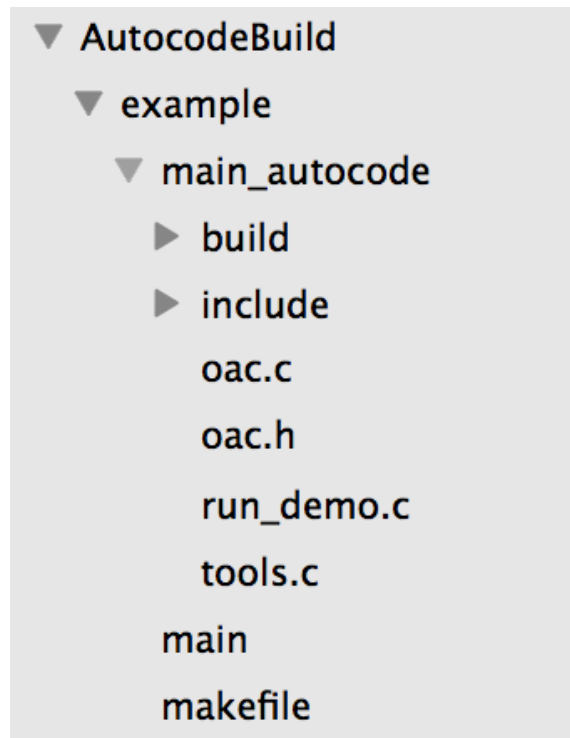 AutocodeBuild
example
main_autocode
build
include
oac.c
oac.h
run_demo.c
tools.c
main
makefile